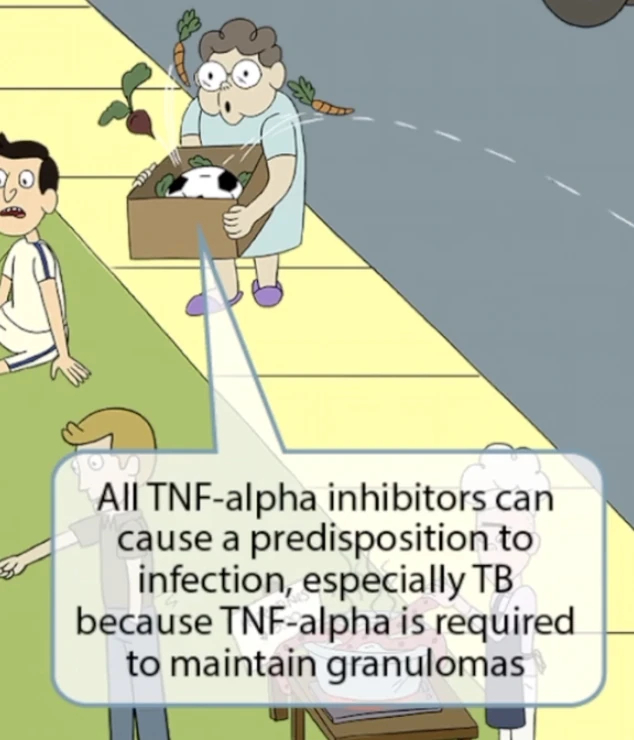 All TNF-alpha inhibitors can
cause a predisposition to
infection, especially TB
because TNF-alpha is required
to maintain granulomas